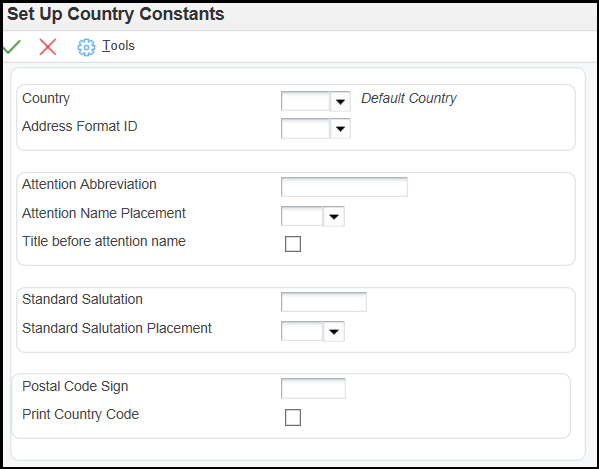 Set Up Country Constants
Tools
Country Default Country
Address Format ID
Attention Abbreviation
Attention Name Placement
Title before attention name
Standard Salutation
Standard Salutation Placement
Postal Code Sign
Print Country Code